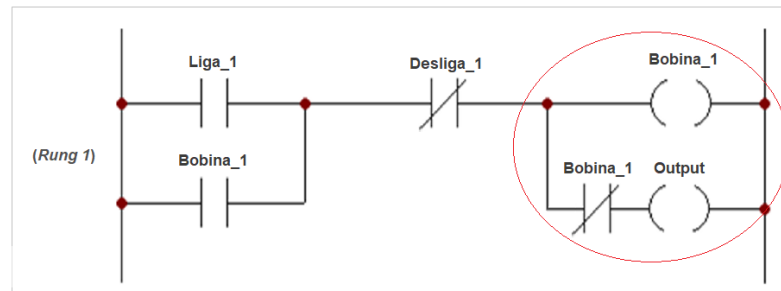 Liga_1
Desliga_1
Bobina_1
(Rung 1)
Bobina_1
Bobina_1
Output